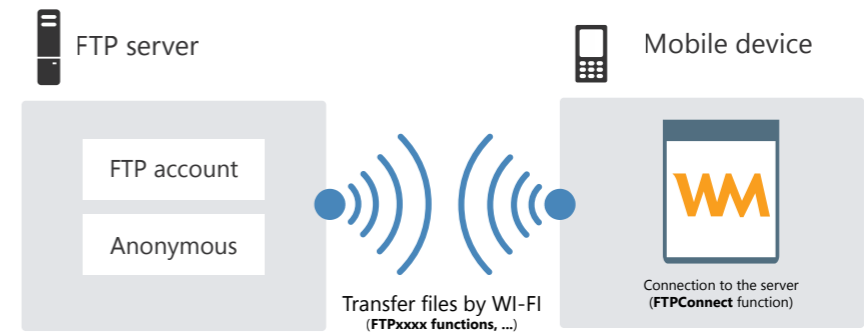 FTP server
Mobile device
FTP account
Anonymous
WM
Transfer files by WI-FI
(FTPxxxx functions, ...)
Connection to the server
(FTPConnect function)